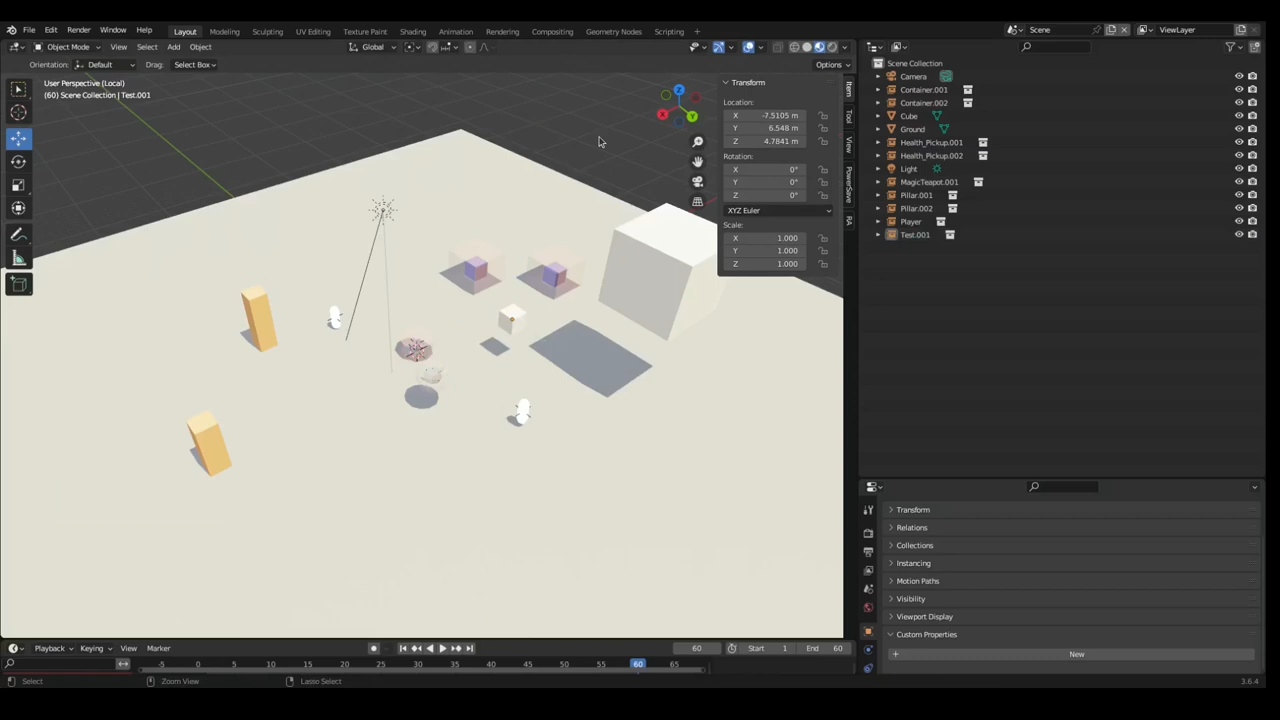 File Edit Render Window Help Layout Modeling Sculpting UV Editing Texture Paint Shading Animation Rendering Compositing Geometry Nodes Scripting + Scene ViewLayer
Object Mode View Select Add Object Global
Orientation: Default Drag: Select Box Options
User Perspective (Local)
(60) Scene Collection | Test.001
Z
X
Y
Transform
Location:
X -7.5105 m
Y 6.548 m
Z 4.7841 m
Rotation:
X 0°
Y 0°
Z 0°
XYZ Euler
Scale:
X 1.000
Y 1.000
Z 1.000
Item
Tool
View
PowerSave
RA
Scene Collection
Camera
Container.001
Container.002
Cube
Ground
Health_Pickup.001
Health_Pickup.002
Light
MagicTeapot.001
Pillar.001
Pillar.002
Player
Test.001
Transform
Relations
Collections
Instancing
Motion Paths
Visibility
Viewport Display
Custom Properties
+ New
Playback Keying View Marker 60 Start 1 End 60
-5 0 5 10 15 20 25 30 35 40 45 50 55 60 65
Select Zoom View Lasso Select 3.6.4